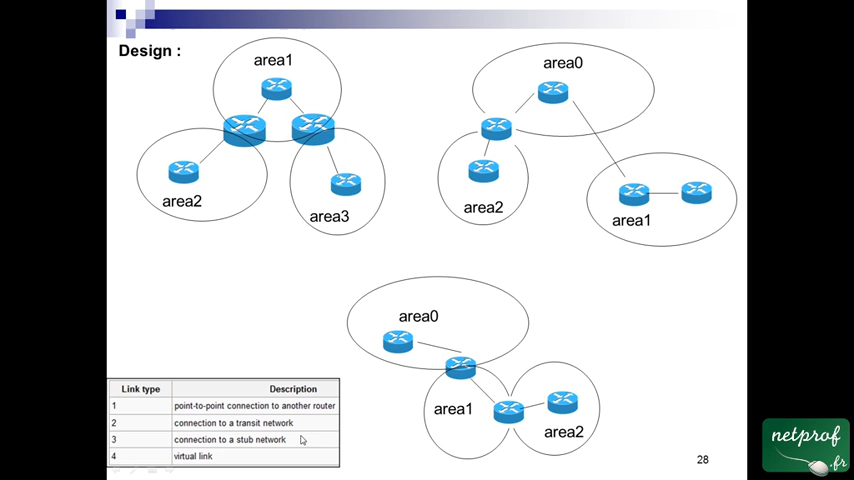 Design :
area1
area2
area3
area0
area2
area1
area0
area1
area2
Link type Description
1 point-to-point connection to another router
2 connection to a transit network
3 connection to a stub network
4 virtual link
28
netprof
.fr